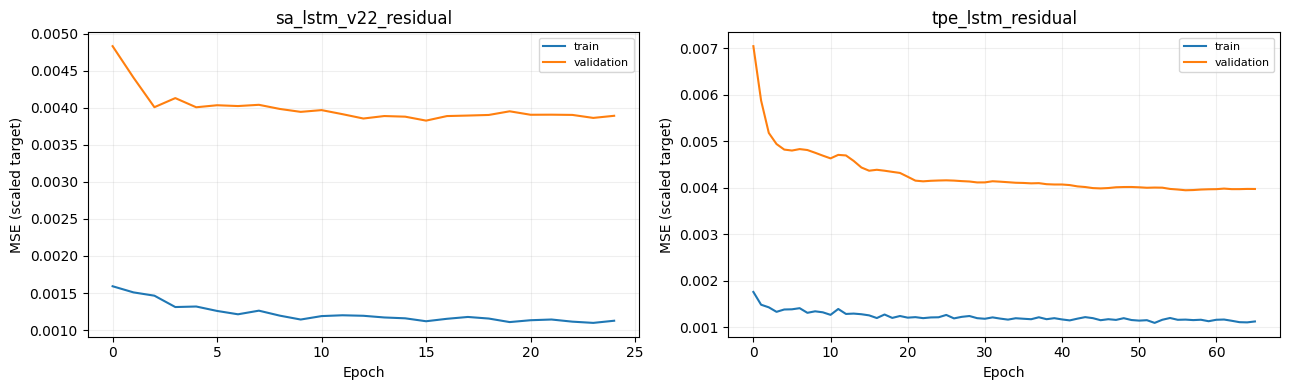 sa_lstm_v22_residual
MSE (scaled target)
0.0050
0.0045
0.0040
0.0035
0.0030
0.0025
0.0020
0.0015
0.0010
train
validation
0 5 10 15 20 25
Epoch
tpe_lstm_residual
MSE (scaled target)
0.007
0.006
0.005
0.004
0.003
0.002
0.001
train
validation
0 10 20 30 40 50 60
Epoch